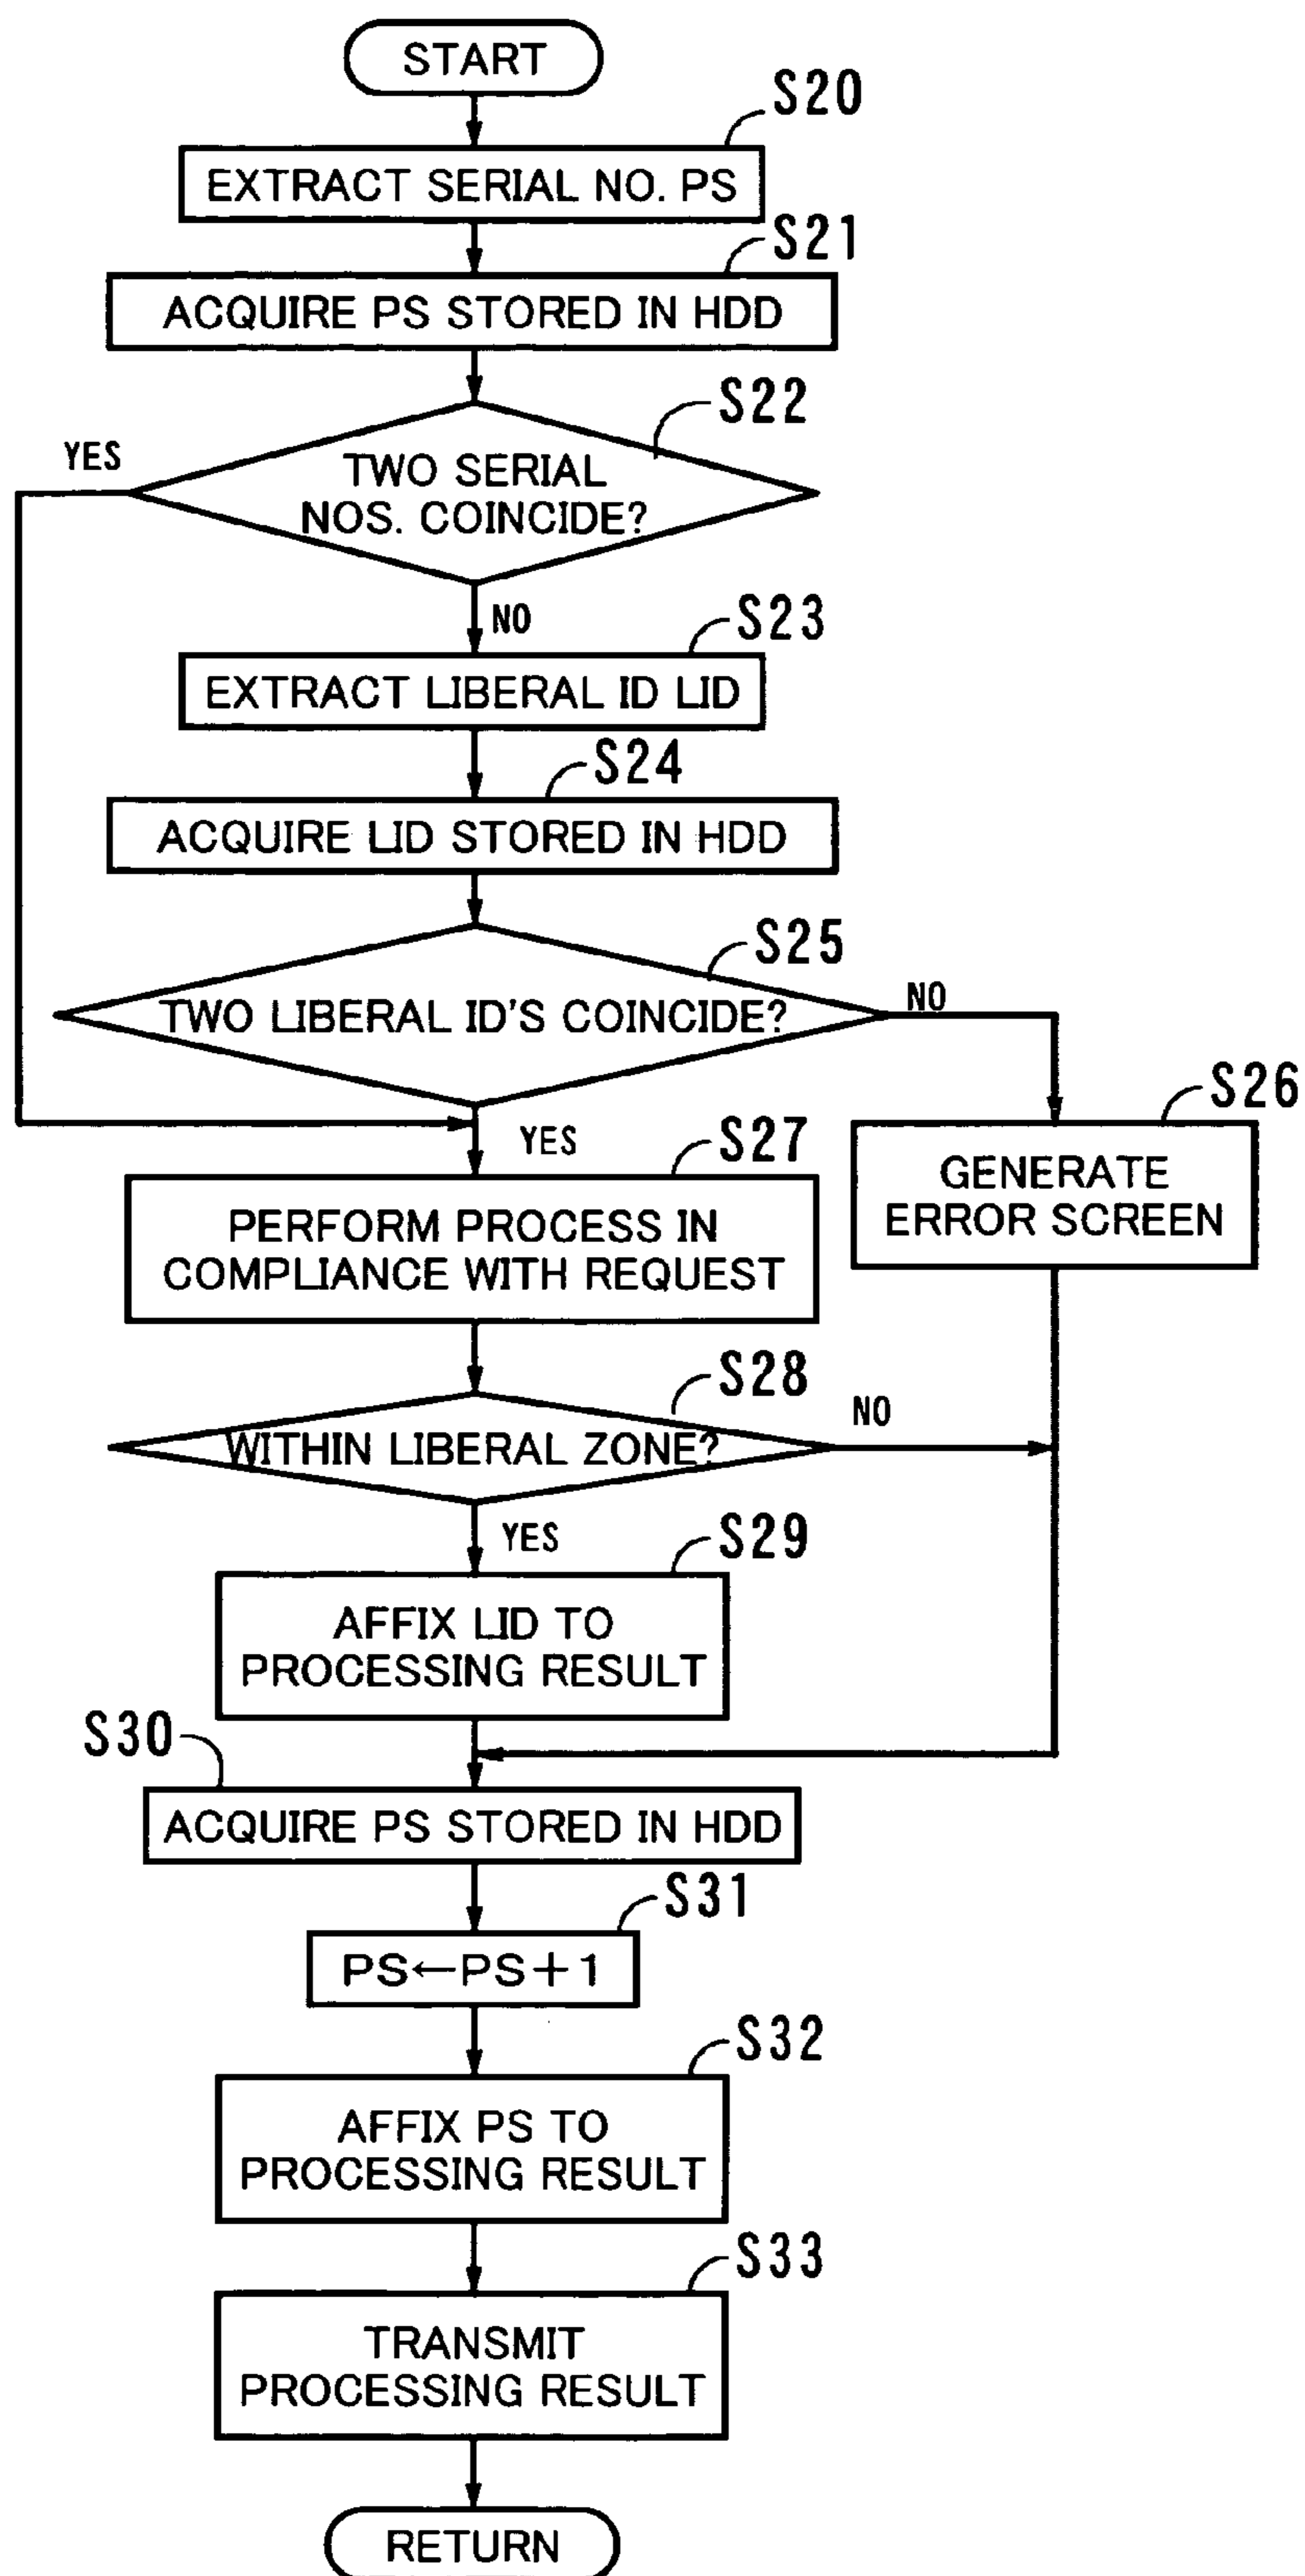 START
S20
EXTRACT SERIAL NO. PS
S21
ACQUIRE PS STORED IN HDD
S22
YES
TWO SERIAL
NOS. COINCIDE?
NO
S23
EXTRACT LIBERAL ID LID
S24
ACQUIRE LID STORED IN HDD
S25
TWO LIBERAL ID'S COINCIDE?
NO
S26
GENERATE
ERROR SCREEN
YES
S27
PERFORM PROCESS IN
COMPLIANCE WITH REQUEST
S28
WITHIN LIBERAL ZONE?
NO
YES
S29
AFFIX LID TO
PROCESSING RESULT
S30
ACQUIRE PS STORED IN HDD
S31
PS←PS+1
S32
AFFIX PS TO
PROCESSING RESULT
S33
TRANSMIT
PROCESSING RESULT
RETURN